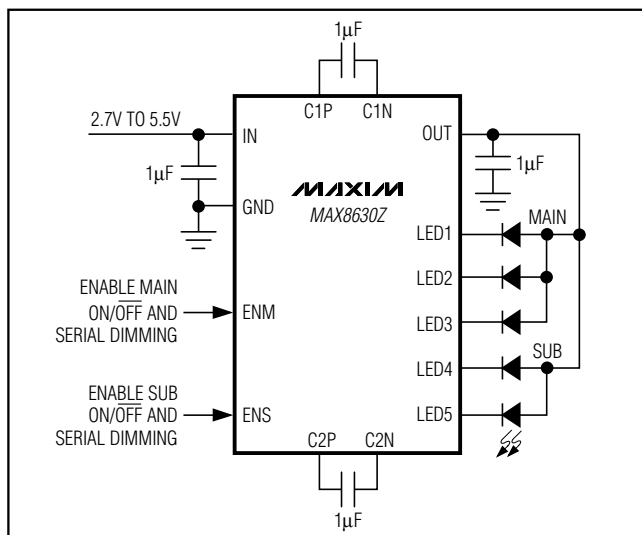 1µF
C1P C1N
2.7V TO 5.5V
IN
OUT
1µF
1µF
GND
MAXIM
MAX8630Z
MAIN
LED1
LED2
LED3
LED4
SUB
LED5
ENABLE MAIN
ON/OFF AND
SERIAL DIMMING
ENM
ENABLE SUB
ON/OFF AND
SERIAL DIMMING
ENS
C2P C2N
1µF